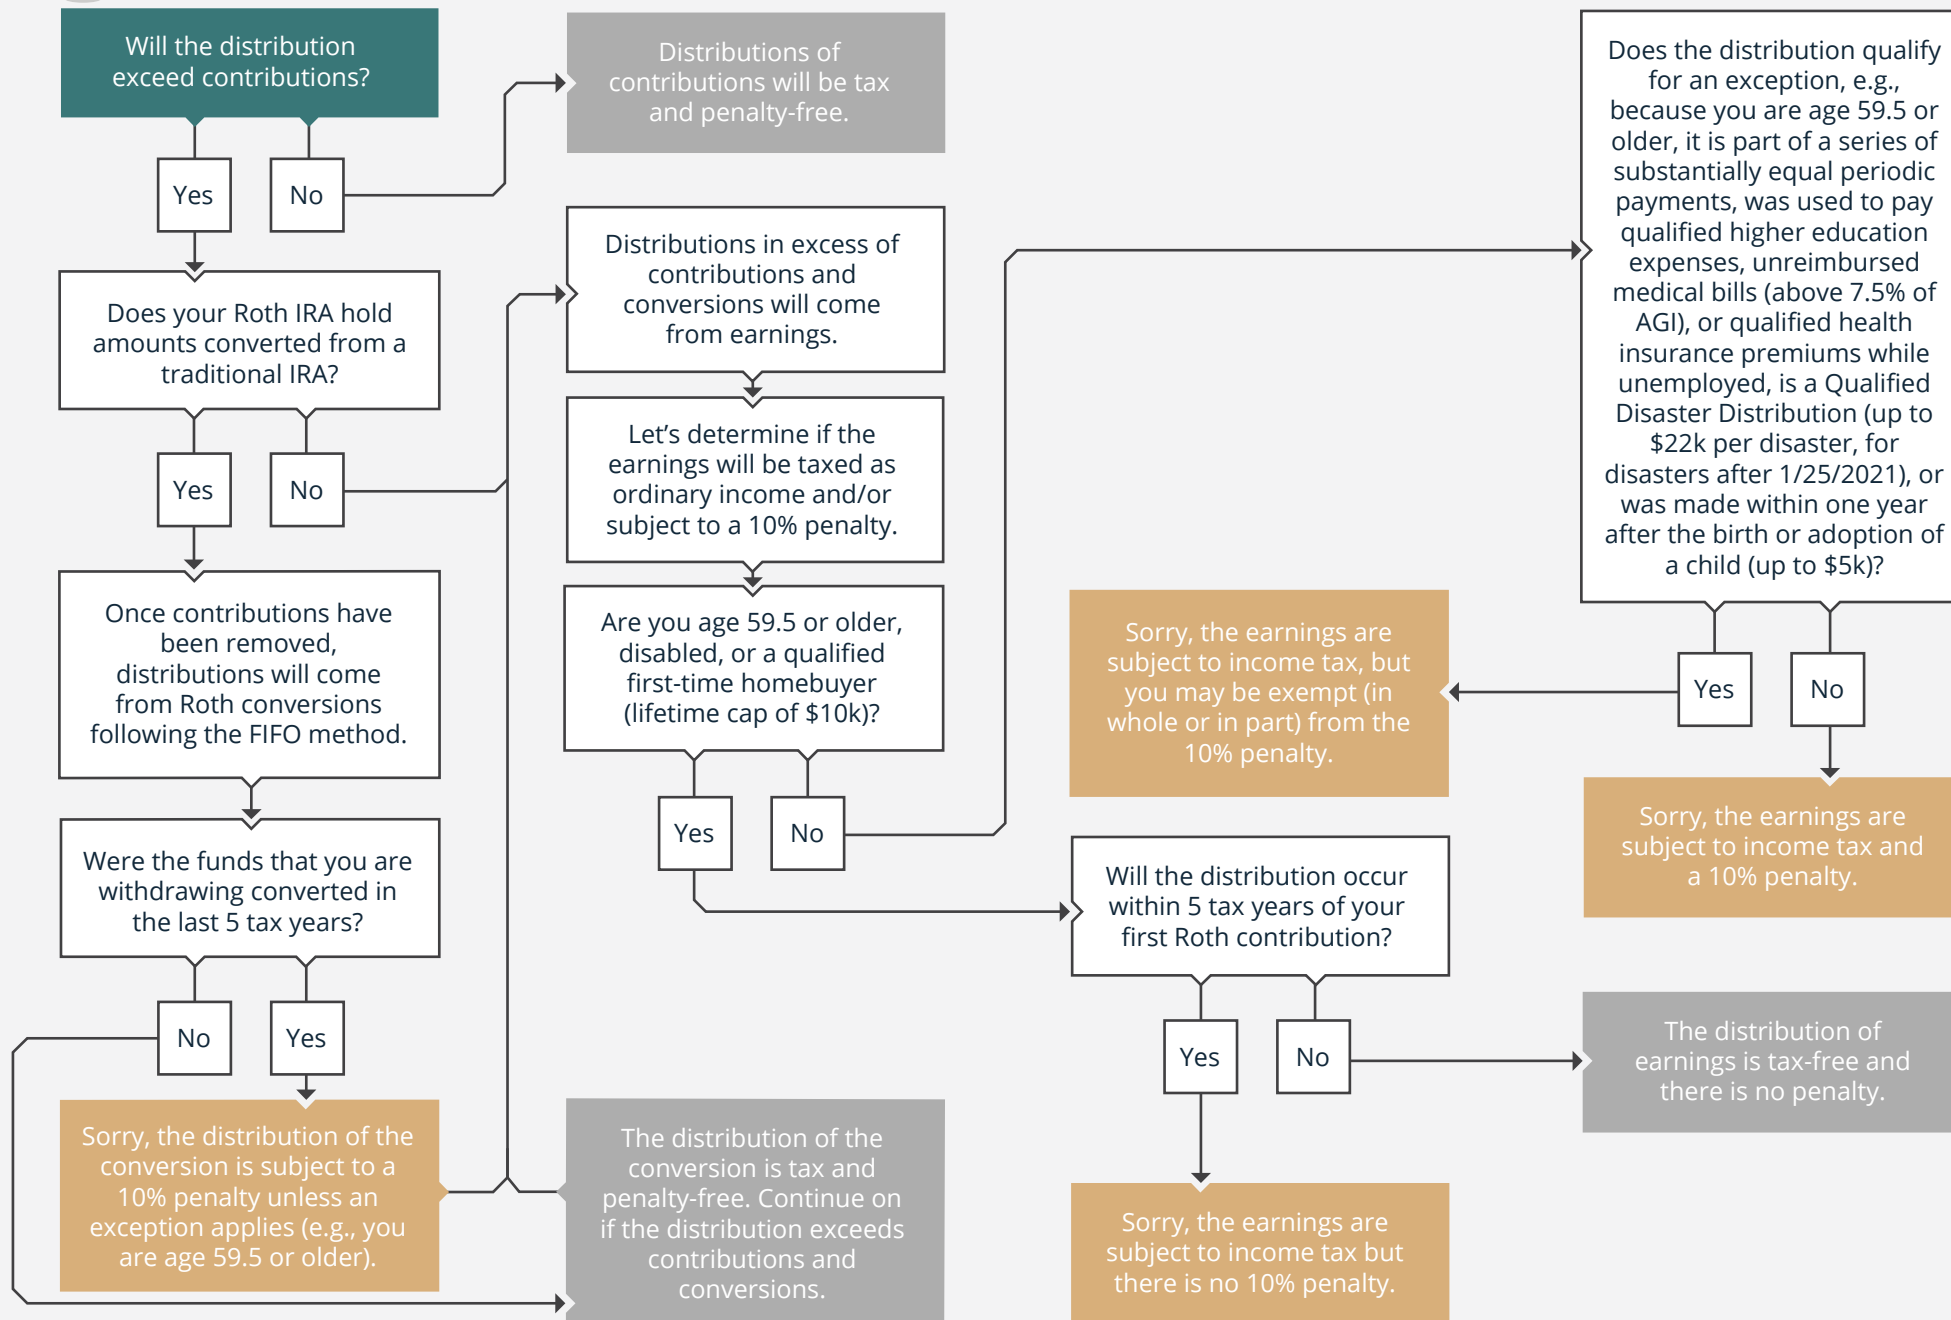 Will the distribution
exceed contributions?
Yes
No
Distributions of
contributions will be tax
and penalty-free.
Does your Roth IRA hold
amounts converted from a
traditional IRA?
Yes
No
Once contributions have
been removed,
distributions will come
from Roth conversions
following the FIFO method.
Were the funds that you are
withdrawing converted in
the last 5 tax years?
No
Yes
Sorry, the distribution of the
conversion is subject to a
10% penalty unless an
exception applies (e.g., you
are age 59.5 or older).
The distribution of the
conversion is tax and
penalty-free. Continue on
if the distribution exceeds
contributions and
conversions.
Distributions in excess of
contributions and
conversions will come
from earnings.
Let’s determine if the
earnings will be taxed as
ordinary income and/or
subject to a 10% penalty.
Are you age 59.5 or older,
disabled, or a qualified
first-time homebuyer
(lifetime cap of $10k)?
Yes
No
Will the distribution occur
within 5 tax years of your
first Roth contribution?
Yes
No
Sorry, the earnings are
subject to income tax but
there is no 10% penalty.
The distribution of
earnings is tax-free and
there is no penalty.
Does the distribution qualify
for an exception, e.g.,
because you are age 59.5 or
older, it is part of a series of
substantially equal periodic
payments, was used to pay
qualified higher education
expenses, unreimbursed
medical bills (above 7.5% of
AGI), or qualified health
insurance premiums while
unemployed, is a Qualified
Disaster Distribution (up to
$22k per disaster, for
disasters after 1/25/2021), or
was made within one year
after the birth or adoption of
a child (up to $5k)?
Yes
No
Sorry, the earnings are
subject to income tax, but
you may be exempt (in
whole or in part) from the
10% penalty.
Sorry, the earnings are
subject to income tax and
a 10% penalty.